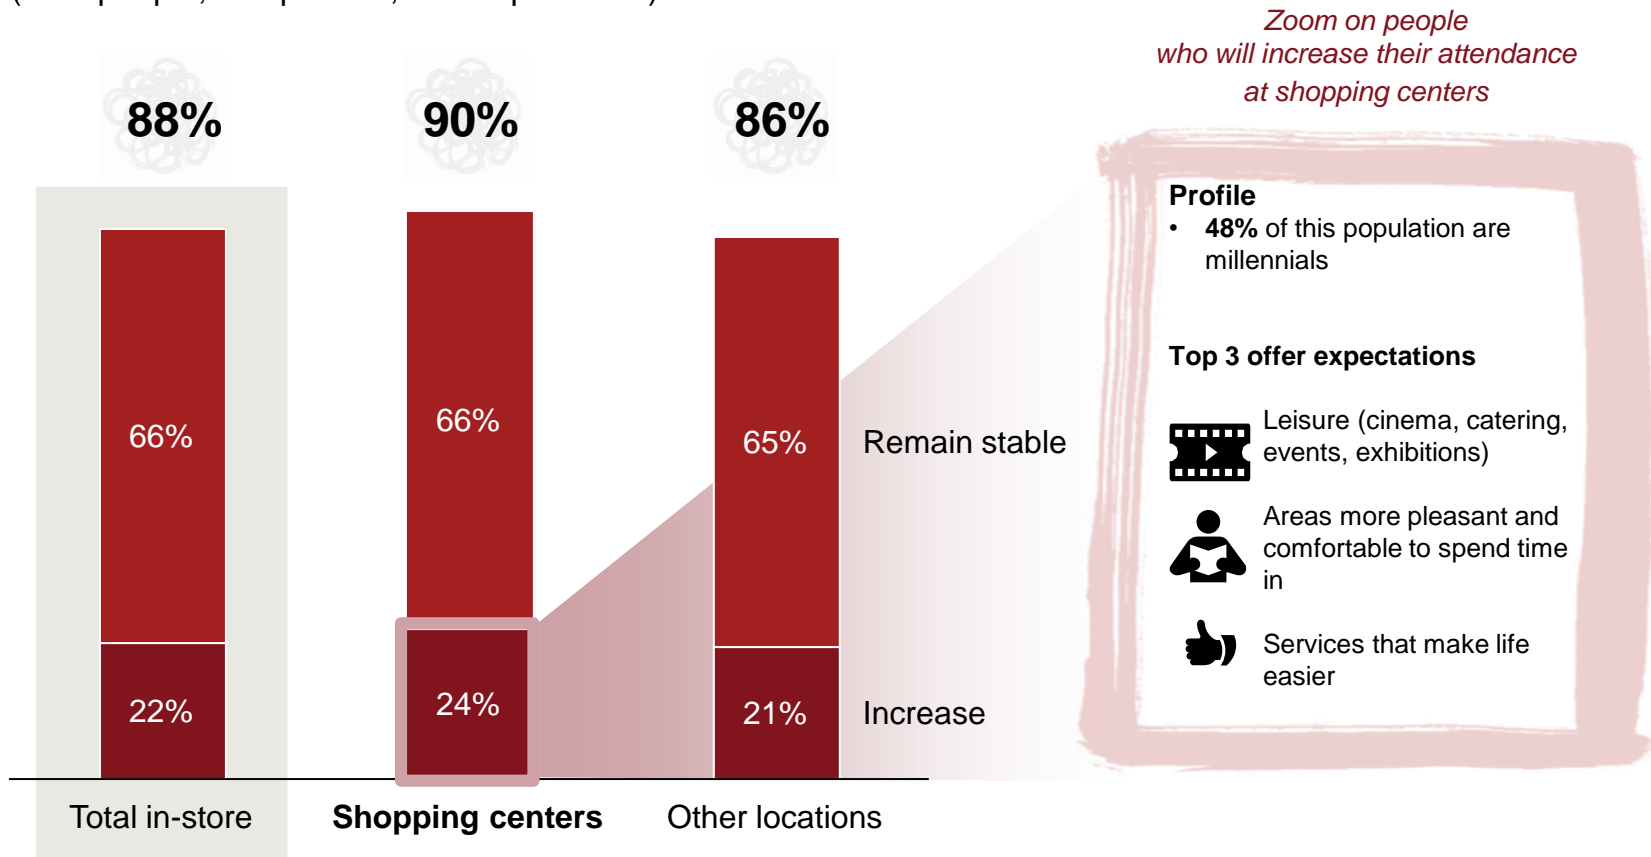 Zoom on people
who will increase their attendance
at shopping centers
88%
90%
86%
66%
66%
65%
Remain stable
22%
24%
21%
Increase
Total in-store
Shopping centers
Other locations
Profile
• 48% of this population are
millennials
Top 3 offer expectations
Leisure (cinema, catering,
events, exhibitions)
Areas more pleasant and
comfortable to spend time
in
Services that make life
easier